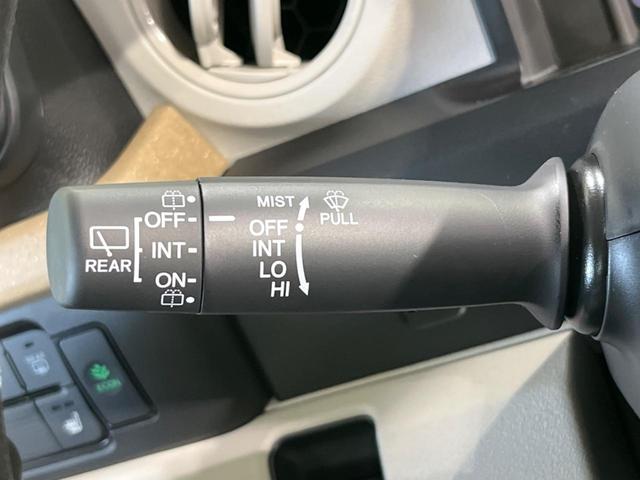 REAR
OFF
INT
ON
MIST
OFF
INT
LO
HI
PULL
ECON